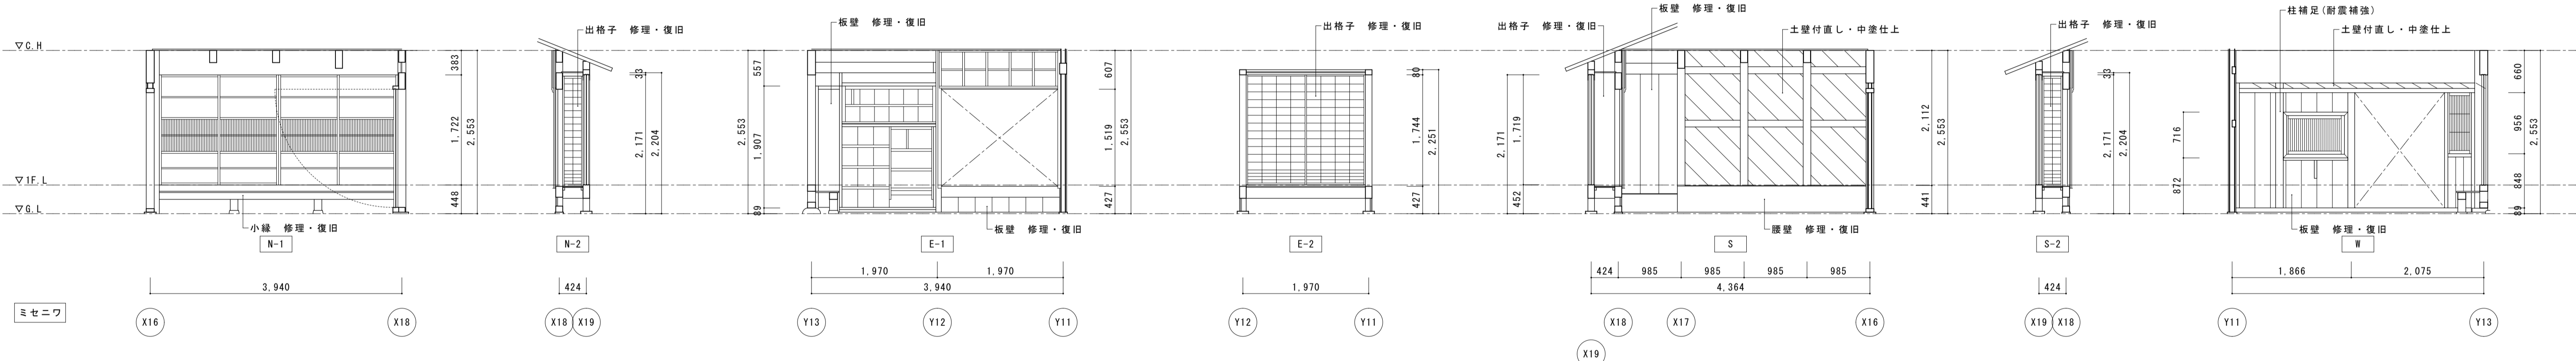 ▽C.H
▽1F.L
▽G.L
ミセニワ
383
1,722
448
2,553
小縁 修理・復旧
N-1
3,940
X16
X18
出格子 修理・復旧
33
2,171
2,204
N-2
424
X18
X19
板壁 修理・復旧
557
1,907
89
2,553
607
1,519
427
2,553
板壁 修理・復旧
E-1
1,970
1,970
3,940
Y13
Y12
Y11
出格子 修理・復旧
80
1,744
427
2,251
E-2
1,970
Y12
Y11
出格子 修理・復旧
板壁 修理・復旧
土壁付直し・中塗仕上
2,171
1,719
452
2,112
441
2,553
腰壁 修理・復旧
S
424
985
985
985
985
4,364
X19
X18
X17
X16
出格子 修理・復旧
33
2,171
2,204
S-2
424
X19
X18
柱補足(耐震補強)
土壁付直し・中塗仕上
716
872
660
956
848
89
2,553
板壁 修理・復旧
W
1,866
2,075
Y11
Y13